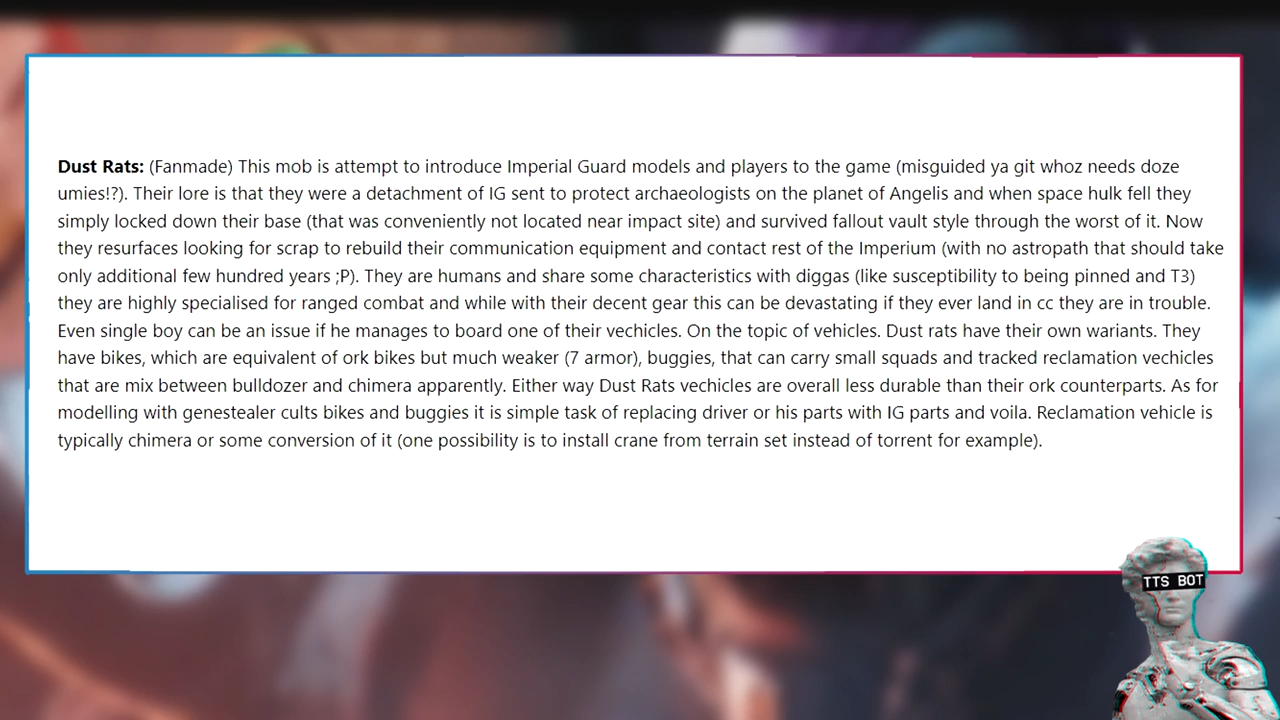 Dust Rats: (Fanmade) This mob is attempt to introduce Imperial Guard models and players to the game (misguided ya git whoz needs doze
umies!?). Their lore is that they were a detachment of IG sent to protect archaeologists on the planet of Angelis and when space hulk fell they
simply locked down their base (that was conveniently not located near impact site) and survived fallout vault style through the worst of it. Now
they resurfaces looking for scrap to rebuild their communication equipment and contact rest of the Imperium (with no astropath that should take
only additional few hundred years ;P). They are humans and share some characteristics with diggas (like susceptibility to being pinned and T3)
they are highly specialised for ranged combat and while with their decent gear this can be devastating if they ever land in cc they are in trouble.
Even single boy can be an issue if he manages to board one of their vechicles. On the topic of vehicles. Dust rats have their own wariants. They
have bikes, which are equivalent of ork bikes but much weaker (7 armor), buggies, that can carry small squads and tracked reclamation vechicles
that are mix between bulldozer and chimera apparently. Either way Dust Rats vechicles are overall less durable than their ork counterparts. As for
modelling with genestealer cults bikes and buggies it is simple task of replacing driver or his parts with IG parts and voila. Reclamation vehicle is
typically chimera or some conversion of it (one possibility is to install crane from terrain set instead of torrent for example).
TTS BOT